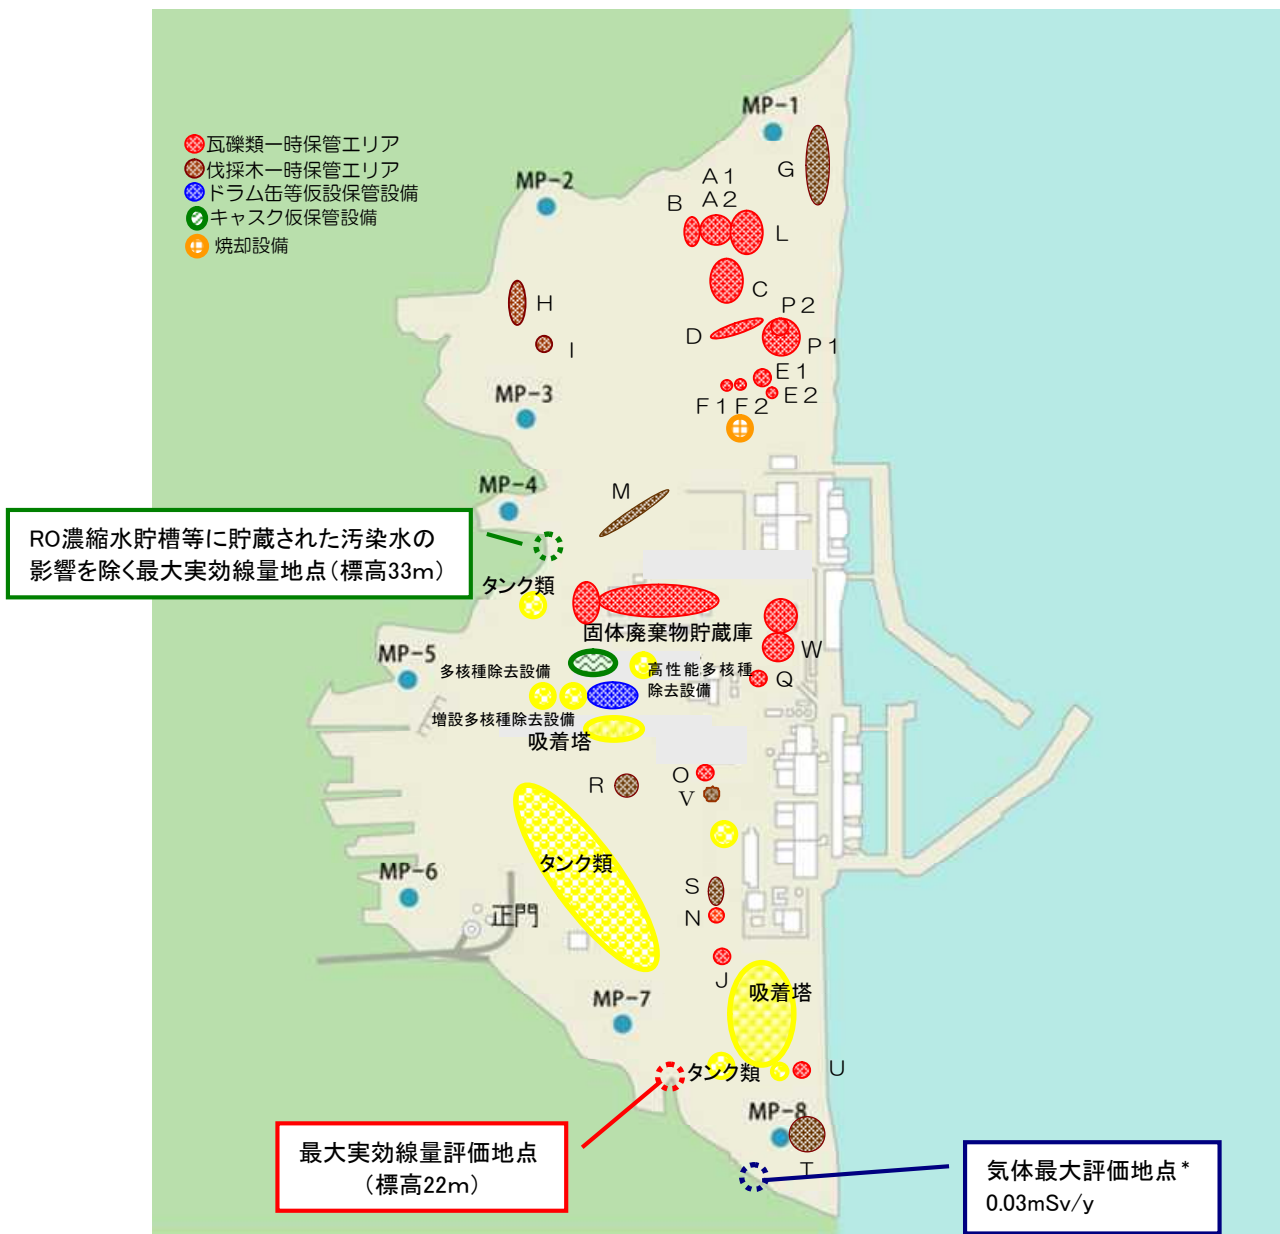 MP-1
瓦礫類一時保管エリア
伐採木一時保管エリア
ドラム缶等仮設保管設備
キャスク仮保管設備
焼却設備
MP-2
G
A1
A2
B
L
C
H
I
P2
D
P1
E1
E2
F1
F2
MP-3
MP-4
M
RO濃縮水貯槽等に貯蔵された汚染水の
影響を除く最大実効線量地点(標高33m)
タンク類
固体廃棄物貯蔵庫
W
MP-5
多核種除去設備
高性能多核種
除去設備
Q
増設多核種除去設備
吸着塔
O
R
V
タンク類
MP-6
S
正門
N
J
吸着塔
MP-7
タンク類
U
MP-8
T
最大実効線量評価地点
(標高22m)
気体最大評価地点*
0.03mSv/y